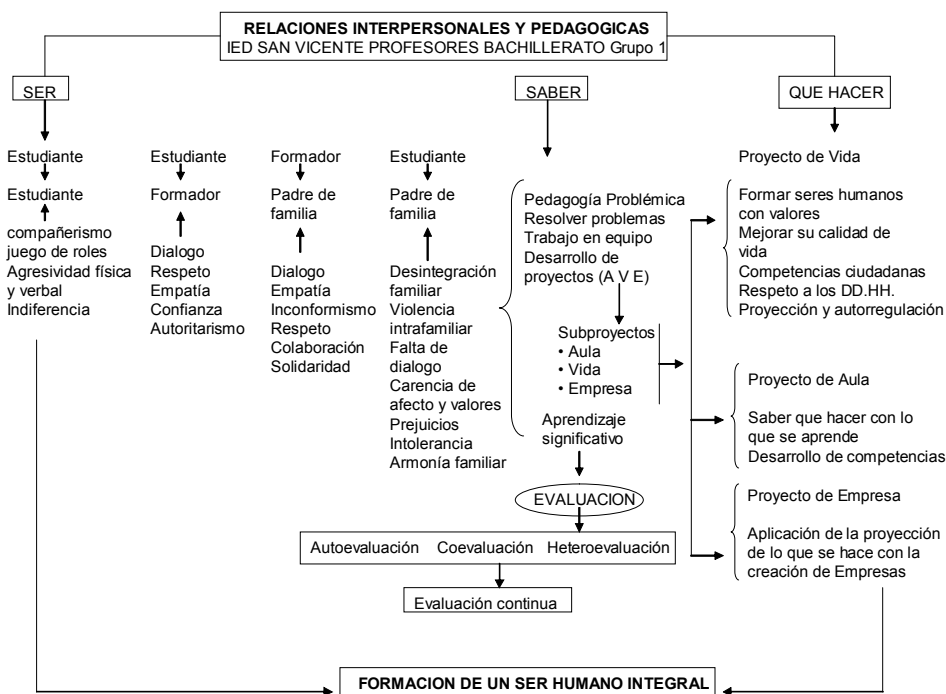 RELACIONES INTERPERSONALES Y PEDAGOGICAS
IED SAN VICENTE PROFESORES BACHILLERATO Grupo 1
SER
SABER
QUE HACER
Estudiante
Estudiante
compañerismo
juego de roles
Agresividad física
y verbal
Indiferencia
Estudiante
Formador
Dialogo
Respeto
Empatía
Confianza
Autoritarismo
Formador
Padre de
familia
Dialogo
Empatía
Inconformismo
Respeto
Colaboración
Solidaridad
Estudiante
Padre de
familia
Desintegración
familiar
Violencia
intrafamiliar
Falta de
dialogo
Carencia de
afecto y valores
Prejuicios
Intolerancia
Armonía familiar
Pedagogía Problémica
Resolver problemas
Trabajo en equipo
Desarrollo de
proyectos (A V E)
Subproyectos
• Aula
• Vida
• Empresa
Aprendizaje
significativo
EVALUACION
Autoevaluación Coevaluación Heteroevaluación
Evaluación continua
Proyecto de Vida
Formar seres humanos
con valores
Mejorar su calidad de
vida
Competencias ciudadanas
Respeto a los DD.HH.
Proyección y autorregulación
Proyecto de Aula
Saber que hacer con lo
que se aprende
Desarrollo de competencias
Proyecto de Empresa
Aplicación de la proyección
de lo que se hace con la
creación de Empresas
FORMACION DE UN SER HUMANO INTEGRAL